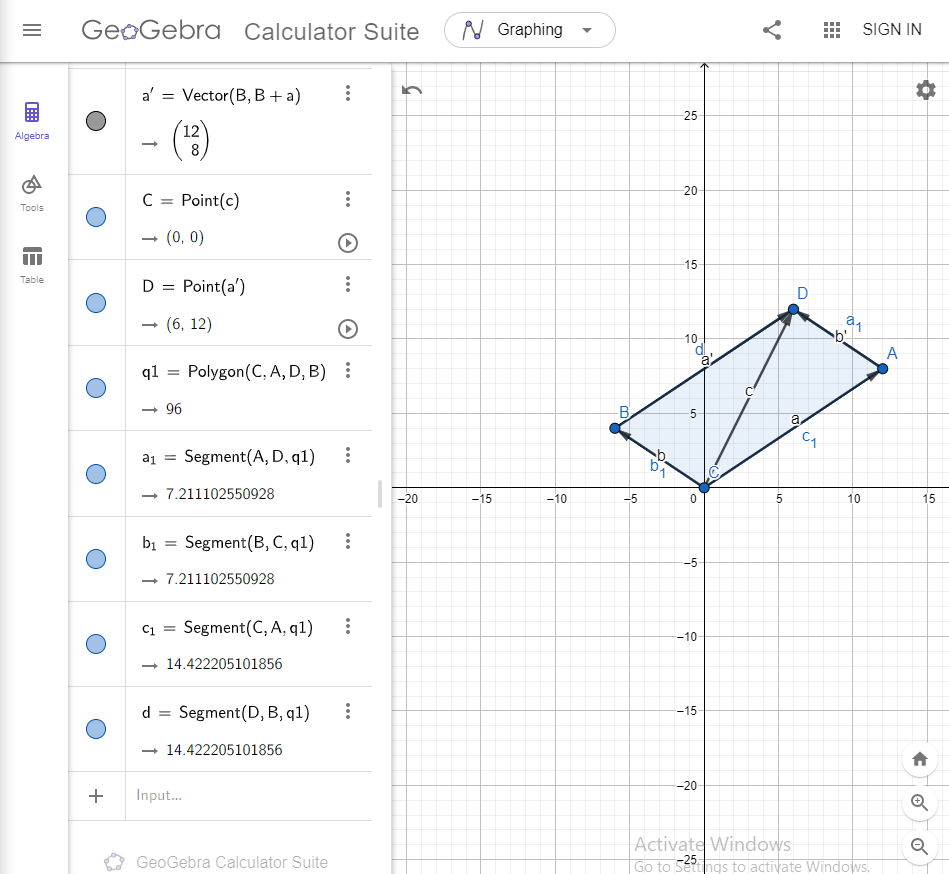 GeoGebra Calculator Suite Graphing SIGN IN
Algebra
Tools
Table
a′ = Vector(B, B + a)
→ (12
8)
C = Point(c)
→ (0, 0)
D = Point(a′)
→ (6, 12)
q1 = Polygon(C, A, D, B)
→ 96
a₁ = Segment(A, D, q1)
→ 7.211102550928
b₁ = Segment(B, C, q1)
→ 7.211102550928
c₁ = Segment(C, A, q1)
→ 14.422205101856
d = Segment(D, B, q1)
→ 14.422205101856
+ Input...
GeoGebra Calculator Suite
25
20
15
D
a₁
10
b'
d
a'
A
c
B
5
a
c₁
b
b₁
C
−20 −15 −10 −5 0 5 10 15
−5
−10
−15
−20
−25
Activate Windows
Go to Settings to activate Windows.